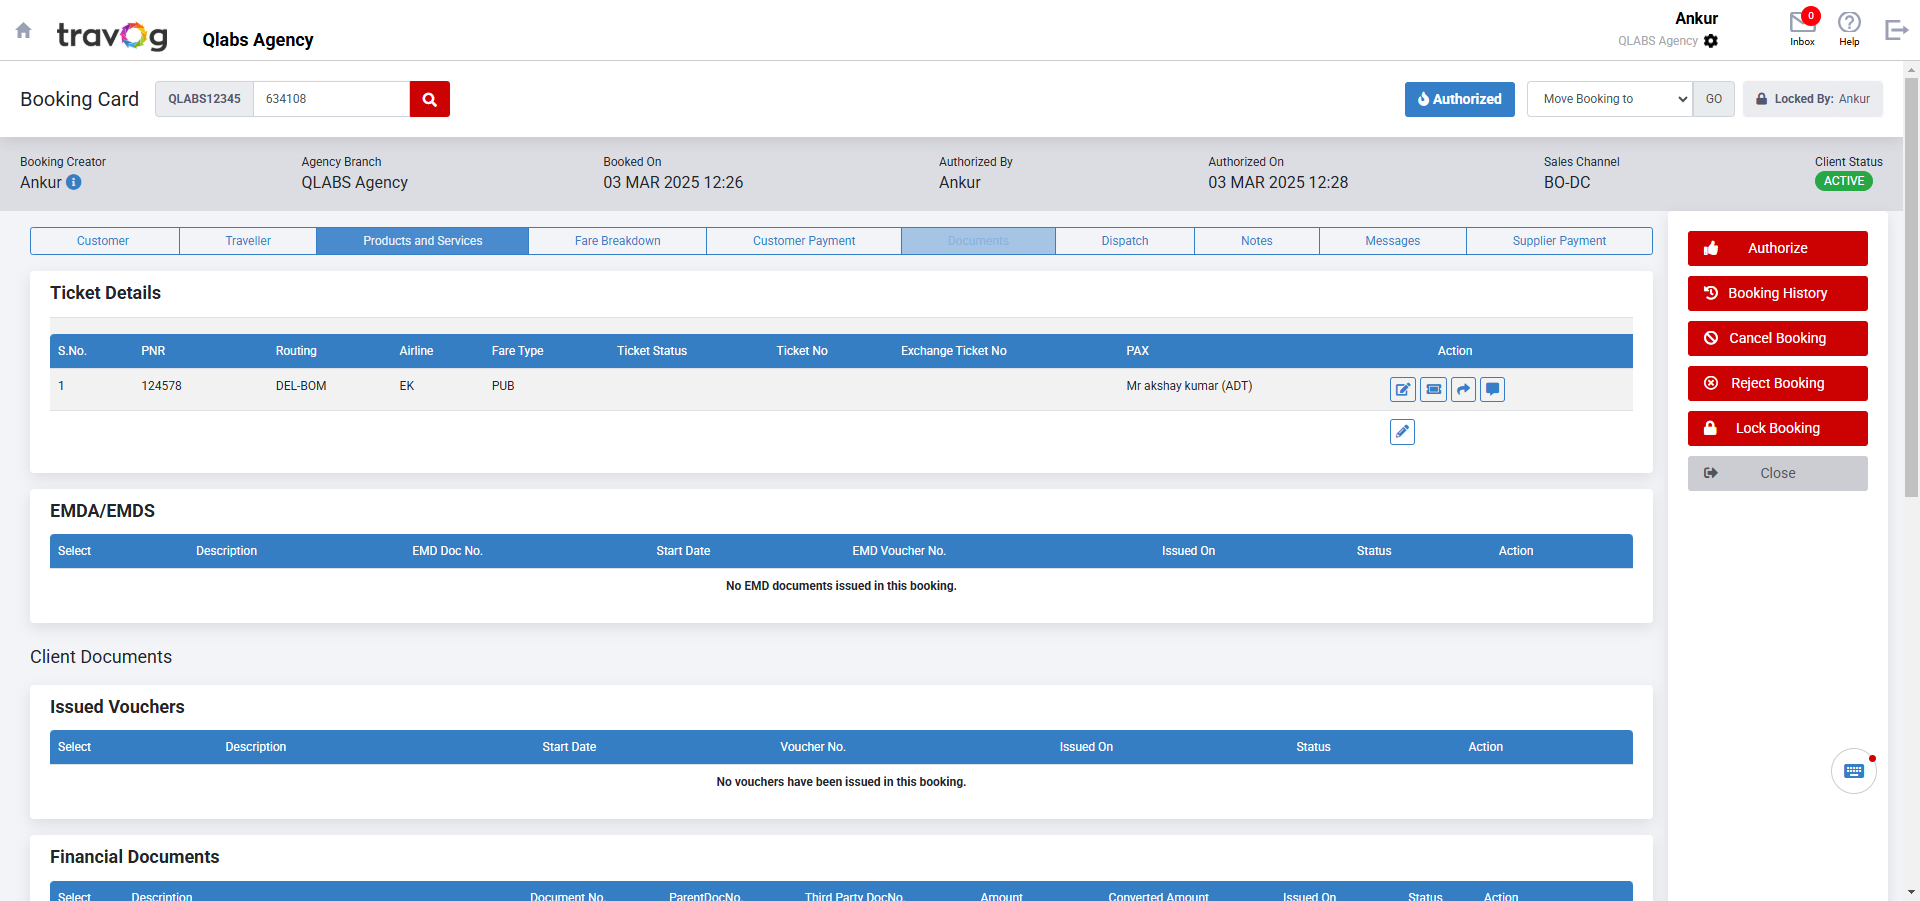 travog
Qlabs Agency
Ankur
QLABS Agency
0
Inbox
Help
Booking Card
QLABS12345
634108
Authorized
Move Booking to
GO
Locked By: Ankur
Booking Creator
Ankur
Agency Branch
QLABS Agency
Booked On
03 MAR 2025 12:26
Authorized By
Ankur
Authorized On
03 MAR 2025 12:28
Sales Channel
BO-DC
Client Status
ACTIVE
Customer
Traveller
Products and Services
Fare Breakdown
Customer Payment
Documents
Dispatch
Notes
Messages
Supplier Payment
Authorize
Booking History
Cancel Booking
Reject Booking
Lock Booking
Close
Ticket Details
S.No. PNR Routing Airline Fare Type Ticket Status Ticket No Exchange Ticket No PAX Action
1 124578 DEL-BOM EK PUB Mr akshay kumar (ADT)
EMDA/EMDS
Select Description EMD Doc No. Start Date EMD Voucher No. Issued On Status Action
No EMD documents issued in this booking.
Client Documents
Issued Vouchers
Select Description Start Date Voucher No. Issued On Status Action
No vouchers have been issued in this booking.
Financial Documents
Select Description Document No. ParentDocNo. Third Party DocNo. Amount Converted Amount Issued On Status Action